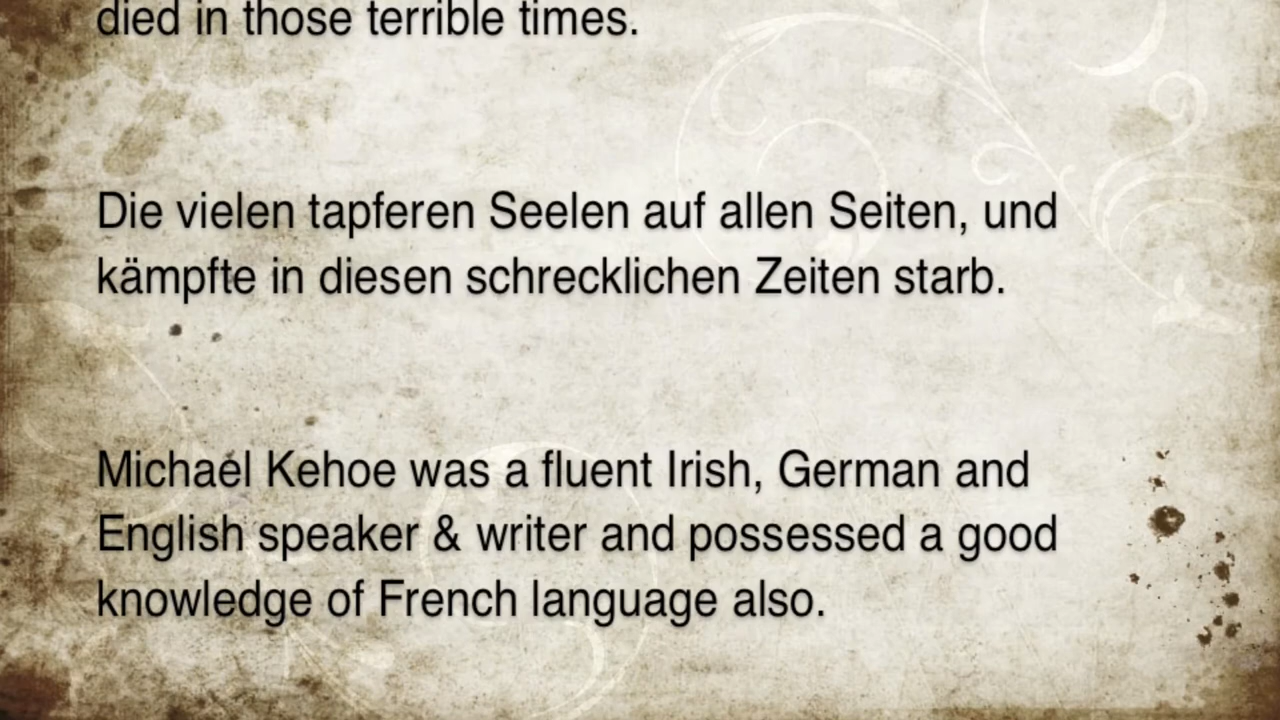 died in those terrible times.
Die vielen tapferen Seelen auf allen Seiten, und
kämpfte in diesen schrecklichen Zeiten starb.
Michael Kehoe was a fluent Irish, German and
English speaker & writer and possessed a good
knowledge of French language also.